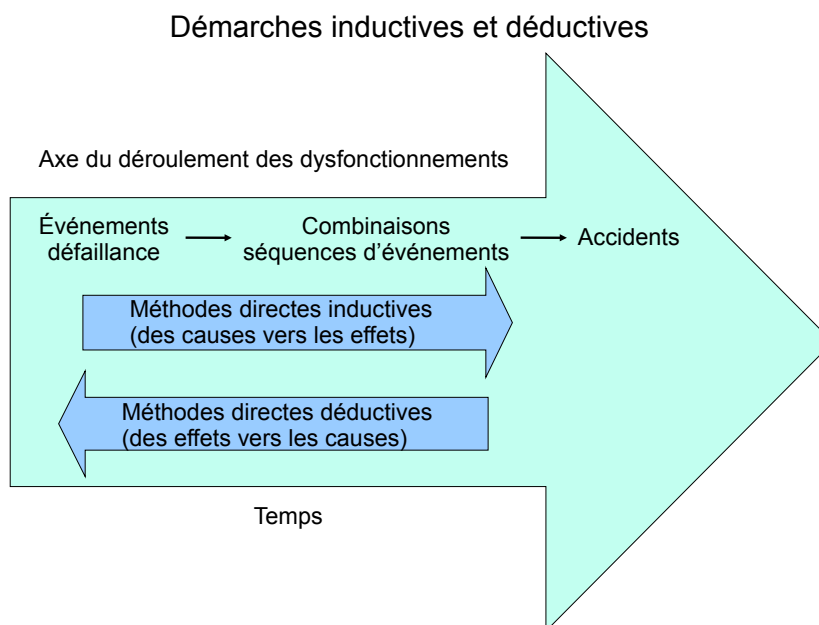 Démarches inductives et déductives
Axe du déroulement des dysfonctionnements
Événements
défaillance
Combinaisons
séquences d’événements
Accidents
Méthodes directes inductives
(des causes vers les effets)
Méthodes directes déductives
(des effets vers les causes)
Temps